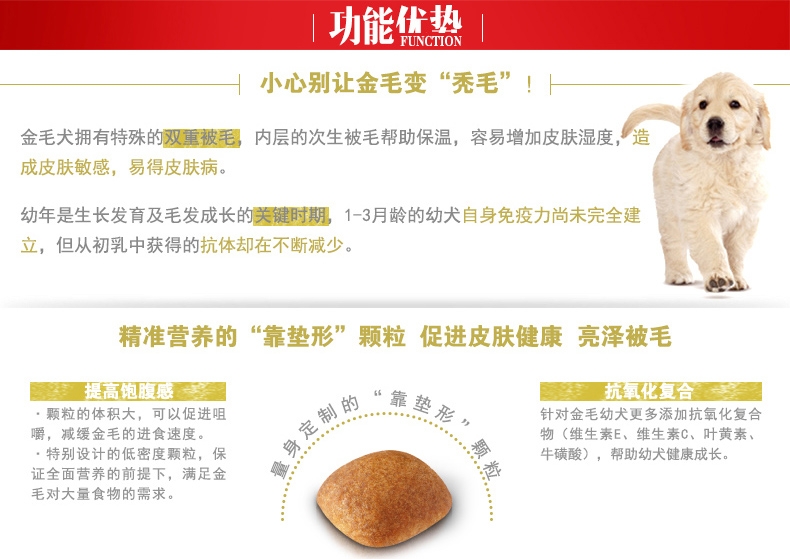 功能优垫
FUNCTION
小心别让金毛变“秃毛”！
金毛犬拥有特殊的双重被毛，内层的次生被毛帮助保温，容易增加皮肤湿度，造
成皮肤敏感，易得皮肤病。
幼年是生长发育及毛发成长的关键时期，1-3月龄的幼犬自身免疫力尚未完全建
立，但从初乳中获得的抗体却在不断减少。
精准营养的“靠垫形”颗粒 促进皮肤健康 亮泽被毛
提高饱腹感
·颗粒的体积大，可以促进咀
嚼，减缓金毛的进食速度。
·特别设计的低密度颗粒，保
证全面营养的前提下，满足金
毛对大量食物的需求。
量身定制的“靠垫形”颗粒
抗氧化复合
针对金毛幼犬更多添加抗氧化复合
物（维生素E、维生素C、叶黄素、
牛磺酸），帮助幼犬健康成长。